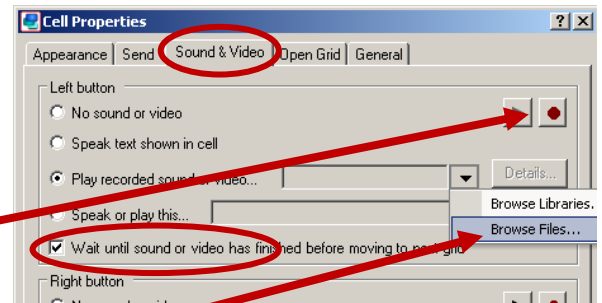 Cell Properties
Appearance Send Sound & Video Open Grid General
Left button
No sound or video
Speak text shown in cell
Play recorded sound or video... Details...
Browse Libraries.
Speak or play this...
Browse Files...
Wait until sound or video has finished before moving to next grid
Right button